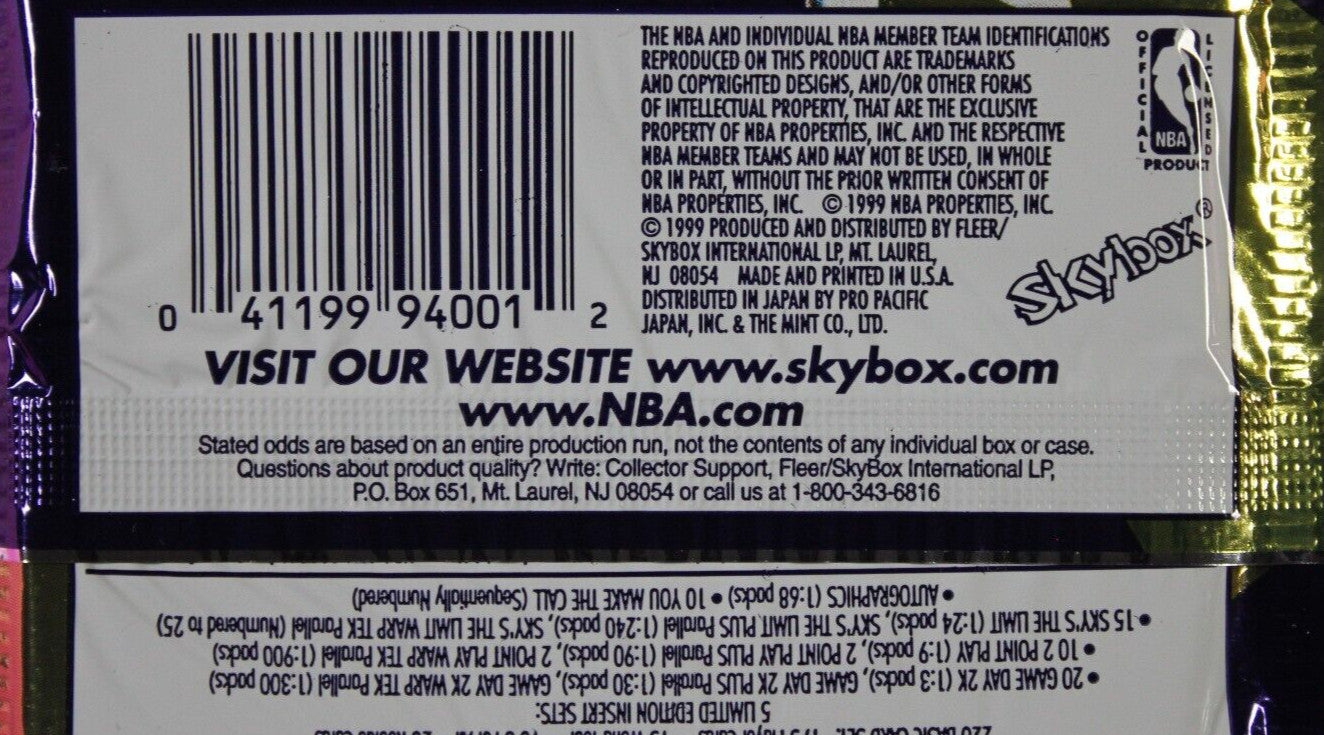 THE NBA AND INDIVIDUAL NBA MEMBER TEAM IDENTIFICATIONS
REPRODUCED ON THIS PRODUCT ARE TRADEMARKS
AND COPYRIGHTED DESIGNS, AND/OR OTHER FORMS
OF INTELLECTUAL PROPERTY, THAT ARE THE EXCLUSIVE
PROPERTY OF NBA PROPERTIES, INC. AND THE RESPECTIVE
NBA MEMBER TEAMS AND MAY NOT BE USED, IN WHOLE
OR IN PART, WITHOUT THE PRIOR WRITTEN CONSENT OF
NBA PROPERTIES, INC. © 1999 NBA PROPERTIES, INC.
© 1999 PRODUCED AND DISTRIBUTED BY FLEER/
SKYBOX INTERNATIONAL LP, MT. LAUREL,
NJ 08054 MADE AND PRINTED IN U.S.A.
DISTRIBUTED IN JAPAN BY PRO PACIFIC
JAPAN, INC. & THE MINT CO., LTD.
OFFICIAL
LICENSED
NBA
PRODUCT
skybox®
0 41199 94001 2
VISIT OUR WEBSITE www.skybox.com
www.NBA.com
Stated odds are based on an entire production run, not the contents of any individual box or case.
Questions about product quality? Write: Collector Support, Fleer/SkyBox International LP,
P.O. Box 651, Mt. Laurel, NJ 08054 or call us at 1-800-343-6816
5 LIMITED EDITION INSERT SETS:
• 20 GAME DAY 2K (1:3 packs), GAME DAY 2K PLUS Parallel (1:30 packs), GAME DAY 2K WARP TEK Parallel (1:300 packs)
• 10 2 POINT PLAY (1:9 packs), 2 POINT PLAY PLUS Parallel (1:90 packs), 2 POINT PLAY WARP TEK Parallel (1:900 packs)
• 15 SKY'S THE LIMIT (1:24 packs), SKY'S THE LIMIT PLUS Parallel (1:240 packs), SKY'S THE LIMIT WARP TEK Parallel (Numbered to 25)
• AUTOGRAPHICS (1:68 packs) • 10 YOU MAKE THE CALL (Sequentially Numbered)